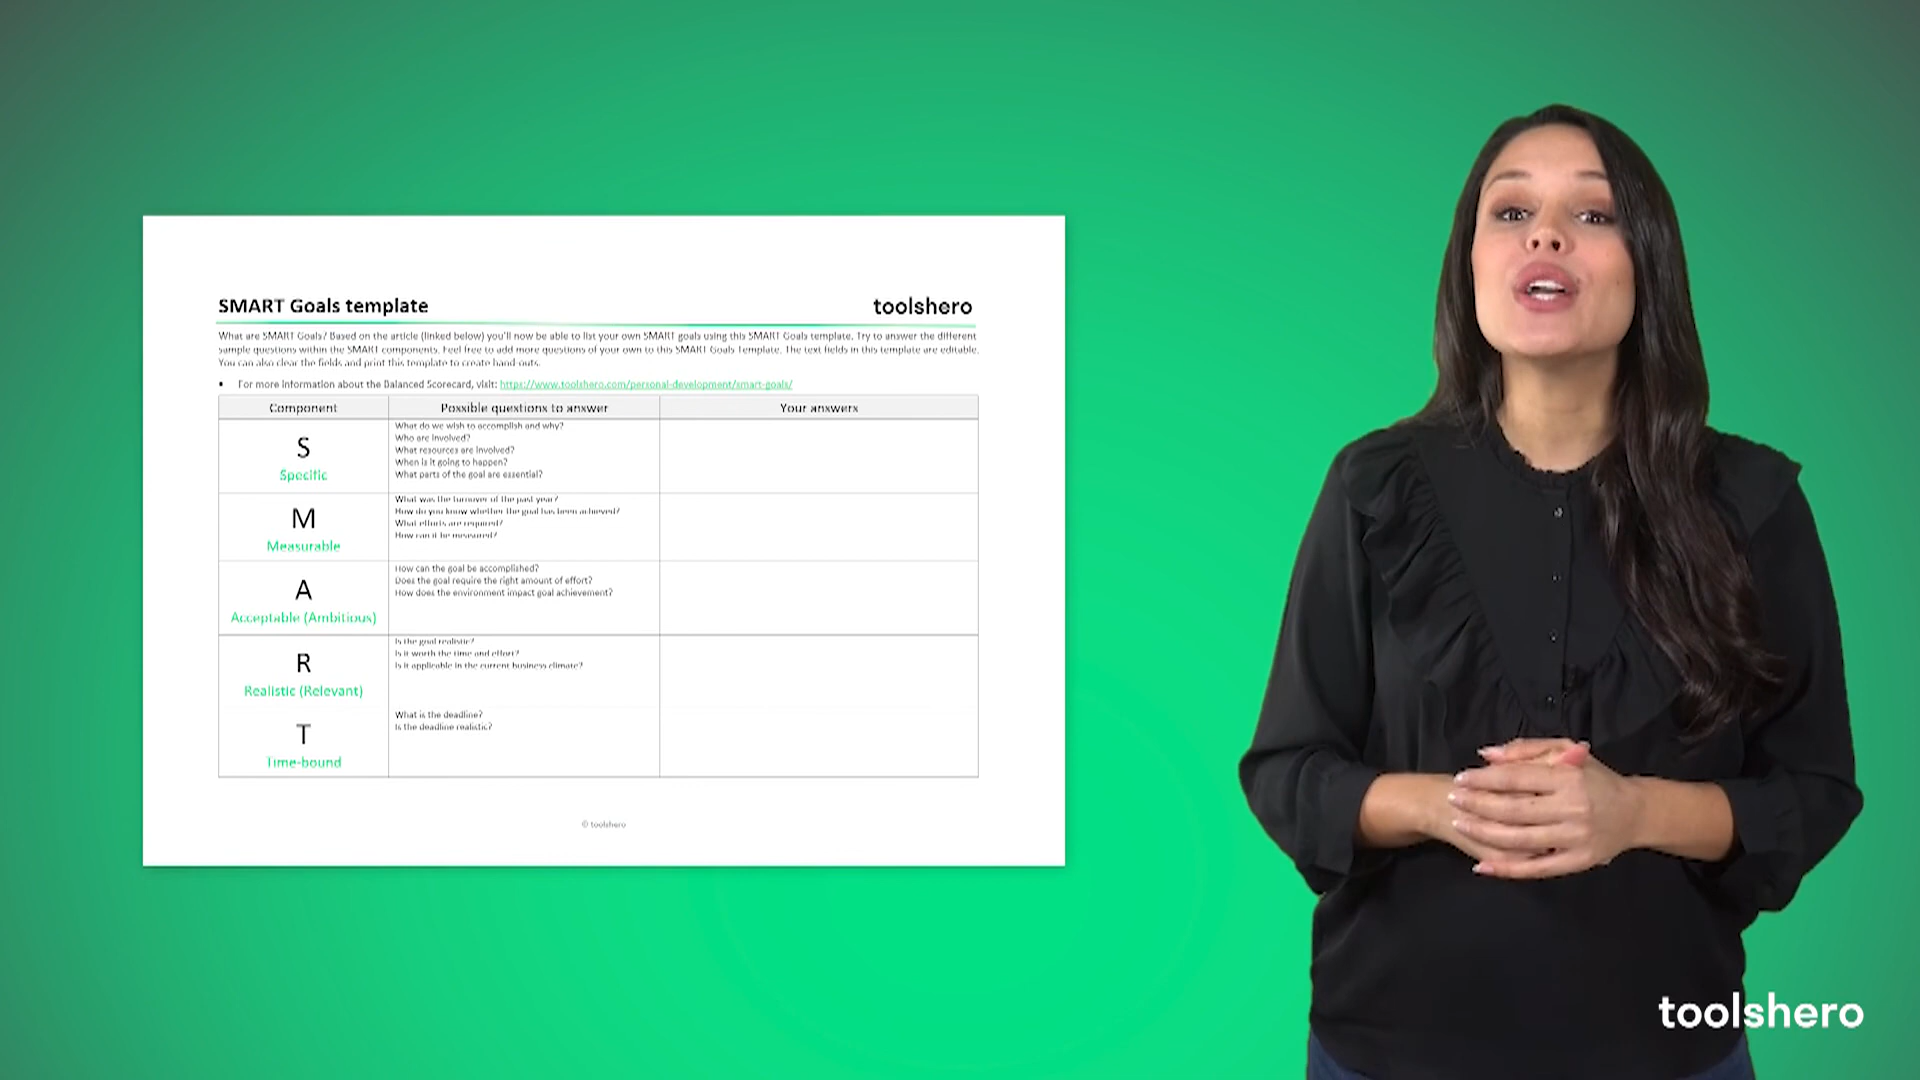 SMART Goals template
toolshero
What are SMART Goals? Based on the article (linked below) you'll now be able to list your own SMART goals using this SMART Goals template. Try to answer the different
sample questions within the SMART components. Feel free to add more questions of your own to this SMART Goals Template. The text fields in this template are editable.
You can also clear the fields and print this template to create hand-outs.
• For more information about the Balanced Scorecard, visit: https://www.toolshero.com/personal-development/smart-goals/
Component
Possible questions to answer
Your answers
S
Specific
What do we wish to accomplish and why?
Who are involved?
What resources are involved?
When is it going to happen?
What parts of the goal are essential?
M
Measurable
What was the turnover of the past year?
How do you know whether the goal has been achieved?
What efforts are required?
How can it be measured?
A
Acceptable (Ambitious)
How can the goal be accomplished?
Does the goal require the right amount of effort?
How does the environment impact goal achievement?
R
Realistic (Relevant)
Is the goal realistic?
Is it worth the time and effort?
Is it applicable in the current business climate?
T
Time-bound
What is the deadline?
Is the deadline realistic?
© toolshero
toolshero